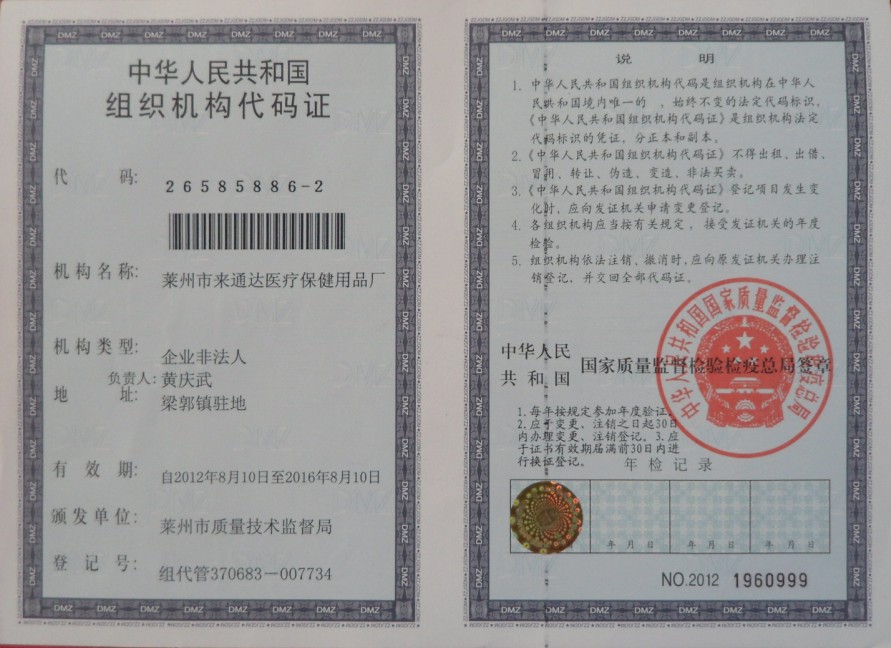 中华人民共和国
组织机构代码证
代 码: 26585886-2
机构名称: 莱州市来通达医疗保健用品厂
机构类型: 企业非法人
负责人: 黄庆武
地 址: 梁郭镇驻地
有 效 期: 自2012年8月10日至2016年8月10日
颁发单位: 莱州市质量技术监督局
登 记 号: 组代管370683—007734
说 明
1. 中华人民共和国组织机构代码是组织机构在中华人
民共和国境内唯一的 、始终不变的法定代码标识,
《中华人民共和国组织机构代码证》是组织机构法定
代码标识的凭证, 分正本和副本。
2.《中华人民共和国组织机构代码证》不得出租、出借、
冒用、转让、伪造、变造、非法买卖。
3.《中华人民共和国组织机构代码证》登记项目发生变
化时, 应向发证机关申请变更登记。
4. 各组织机构应当按有关规定 , 接受发证机关的年度
检验。
5. 组织机构依法注销、撤消时, 应向原发证机关办理注
销登记, 并交回全部代码证。
中华人民
共 和 国 国家质量监督检验检疫总局签章
中华人民共和国国家质量监督检验检疫总局
1.每年按规定参加年度验证。
2.应于变更、注销之日起30日
内办理变更、注销登记。3.应
于证书有效期届满前30日内进
行换证登记。
年 检 记 录
年 月 日 年 月 日 年 月 日
NO.2012 1960999